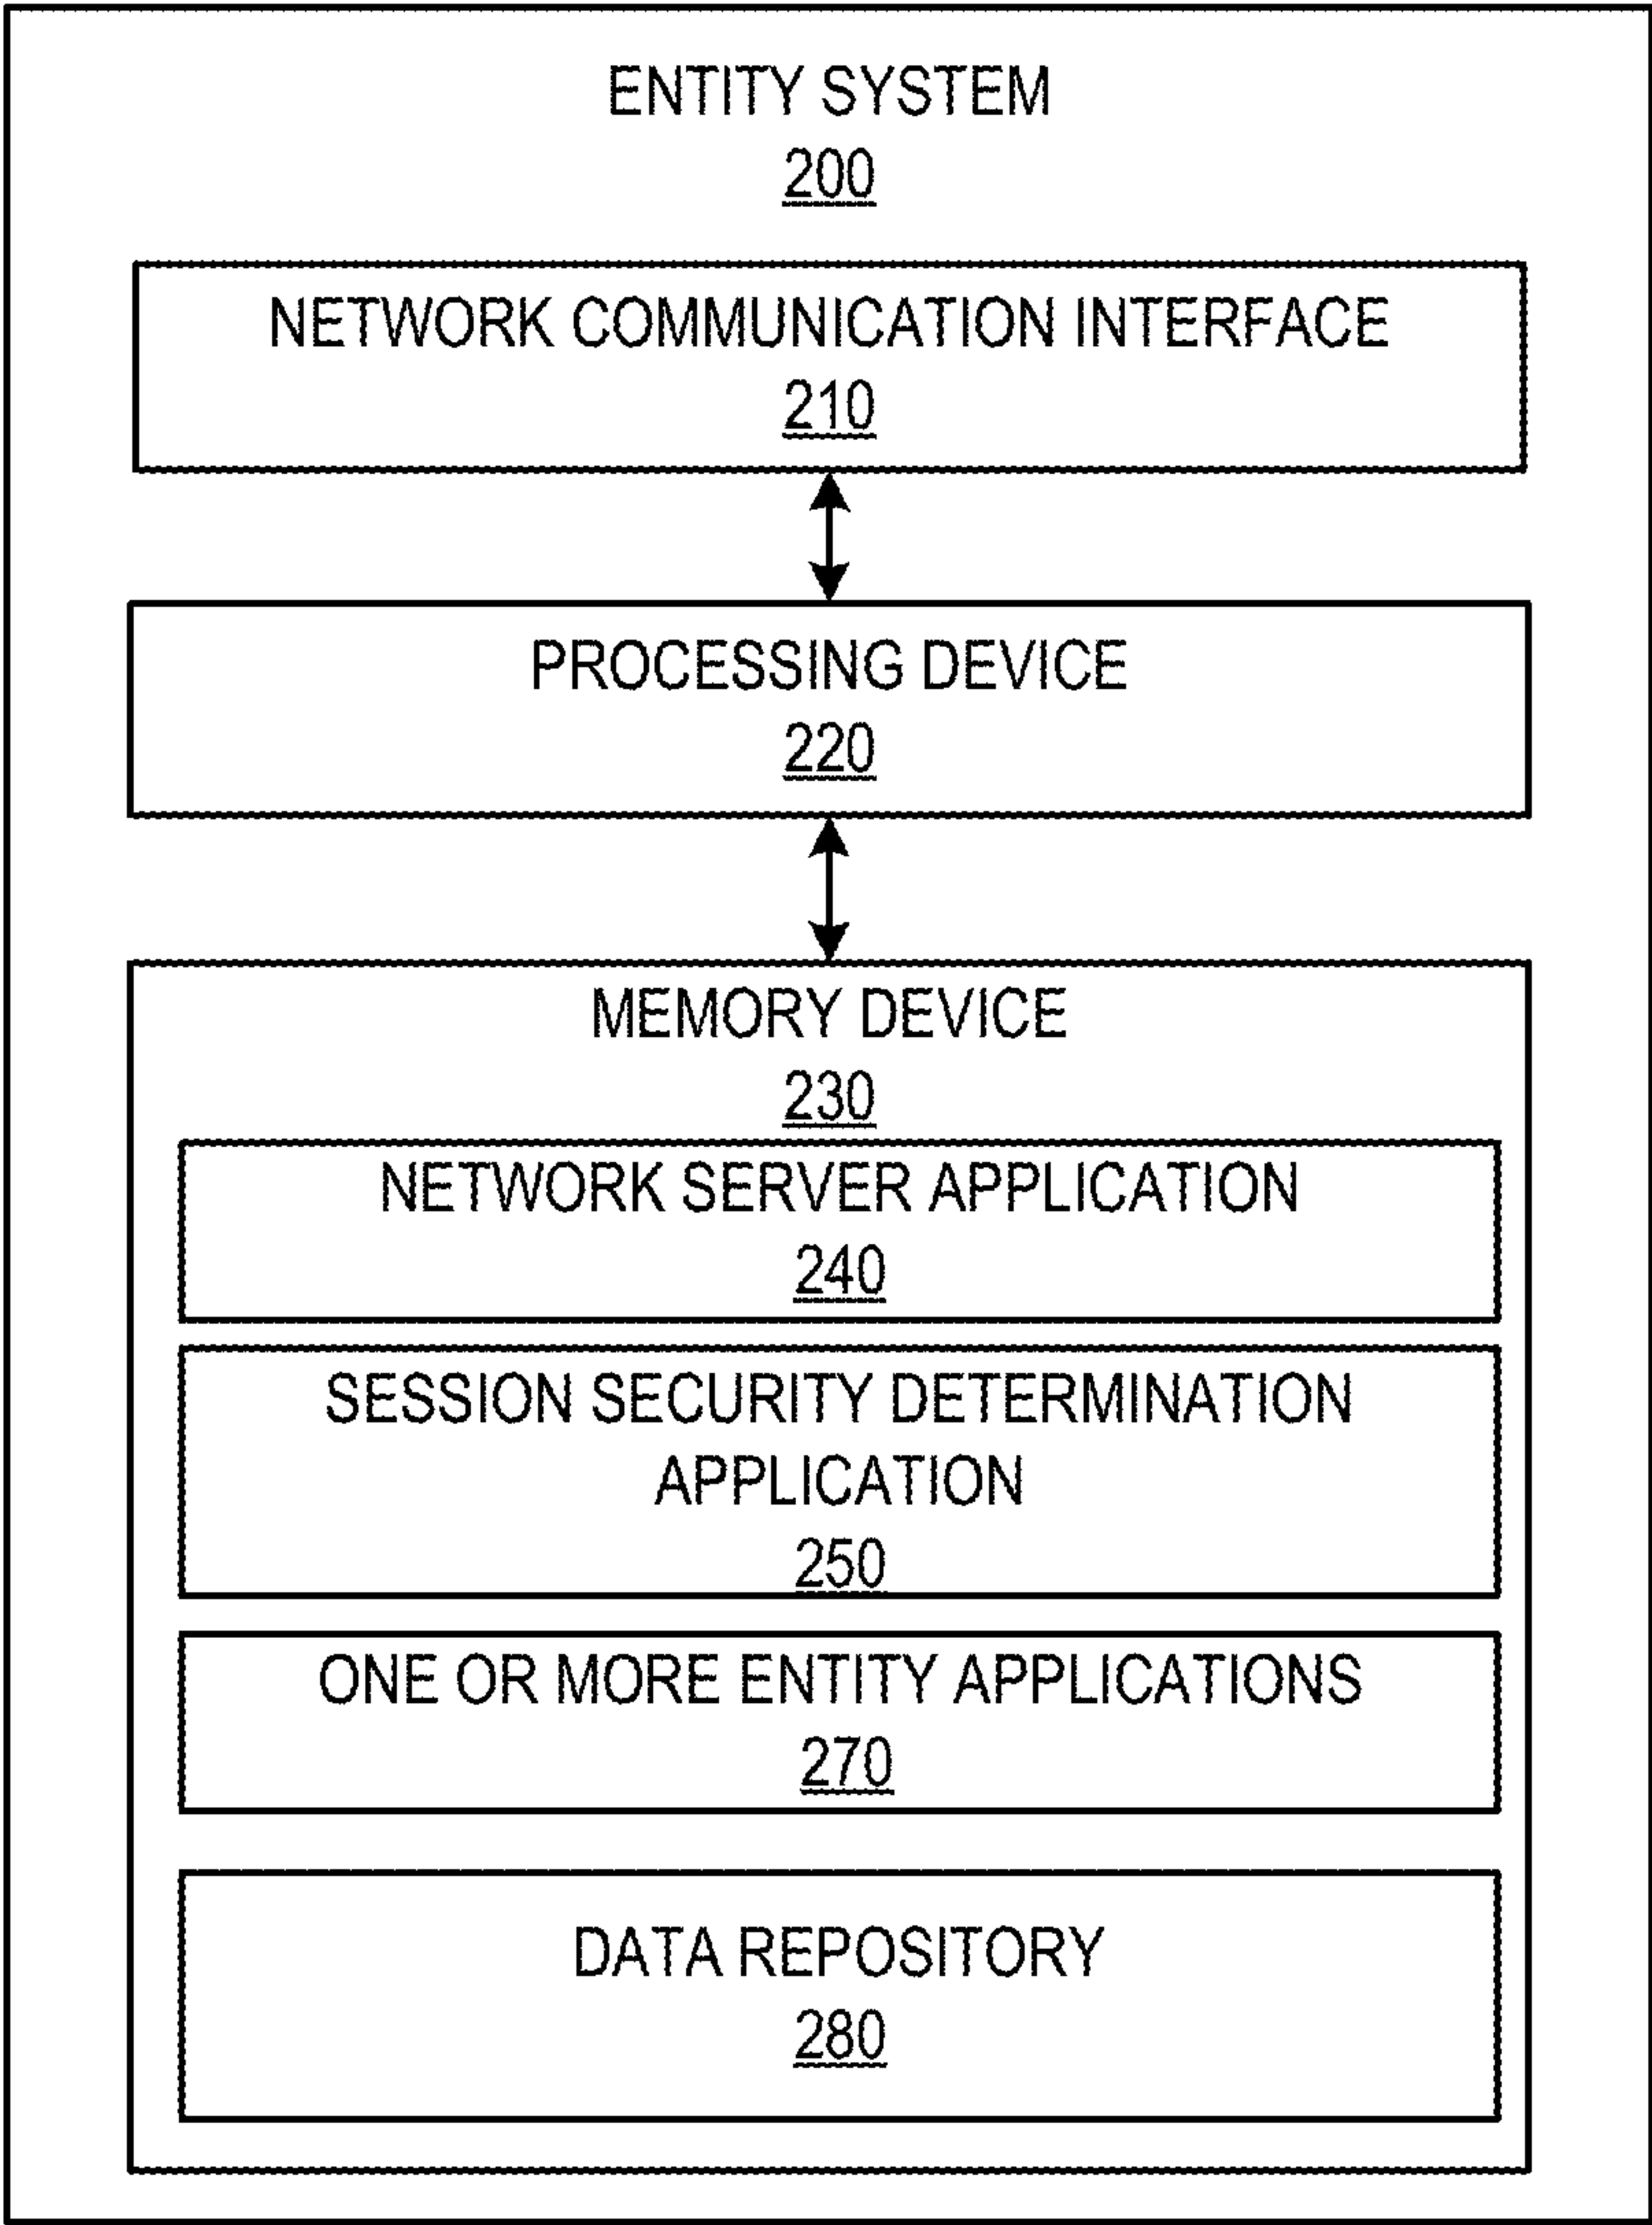 ENTITY SYSTEM
200
NETWORK COMMUNICATION INTERFACE
210
PROCESSING DEVICE
220
MEMORY DEVICE
230
NETWORK SERVER APPLICATION
240
SESSION SECURITY DETERMINATION
APPLICATION
250
ONE OR MORE ENTITY APPLICATIONS
270
DATA REPOSITORY
280